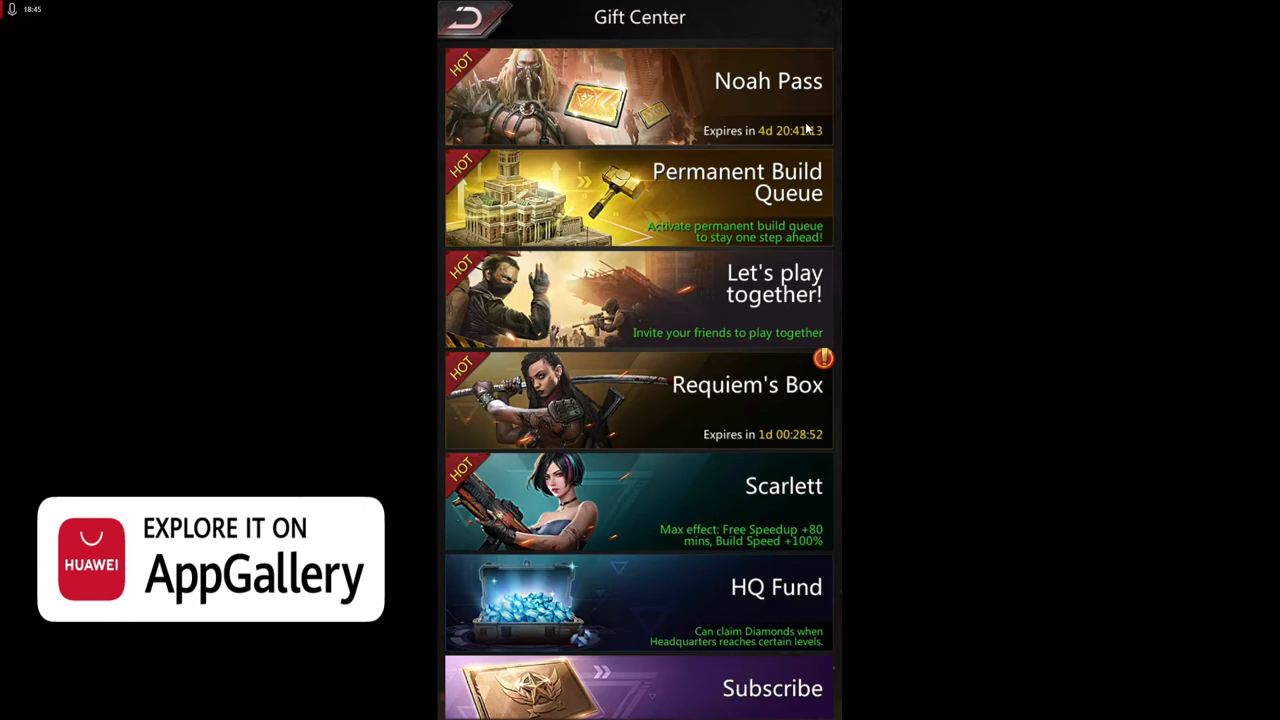 18:45
Gift Center
HOT
Noah Pass
Expires in 4d 20:41:13
HOT
Permanent Build
Queue
Activate permanent build queue
to stay one step ahead!
HOT
Let's play
together!
Invite your friends to play together
HOT
Requiem's Box
Expires in 1d 00:28:52
HOT
Scarlett
Max effect: Free Speedup +80
mins, Build Speed +100%
HQ Fund
Can claim Diamonds when
Headquarters reaches certain levels.
Subscribe
HUAWEI
EXPLORE IT ON
AppGallery